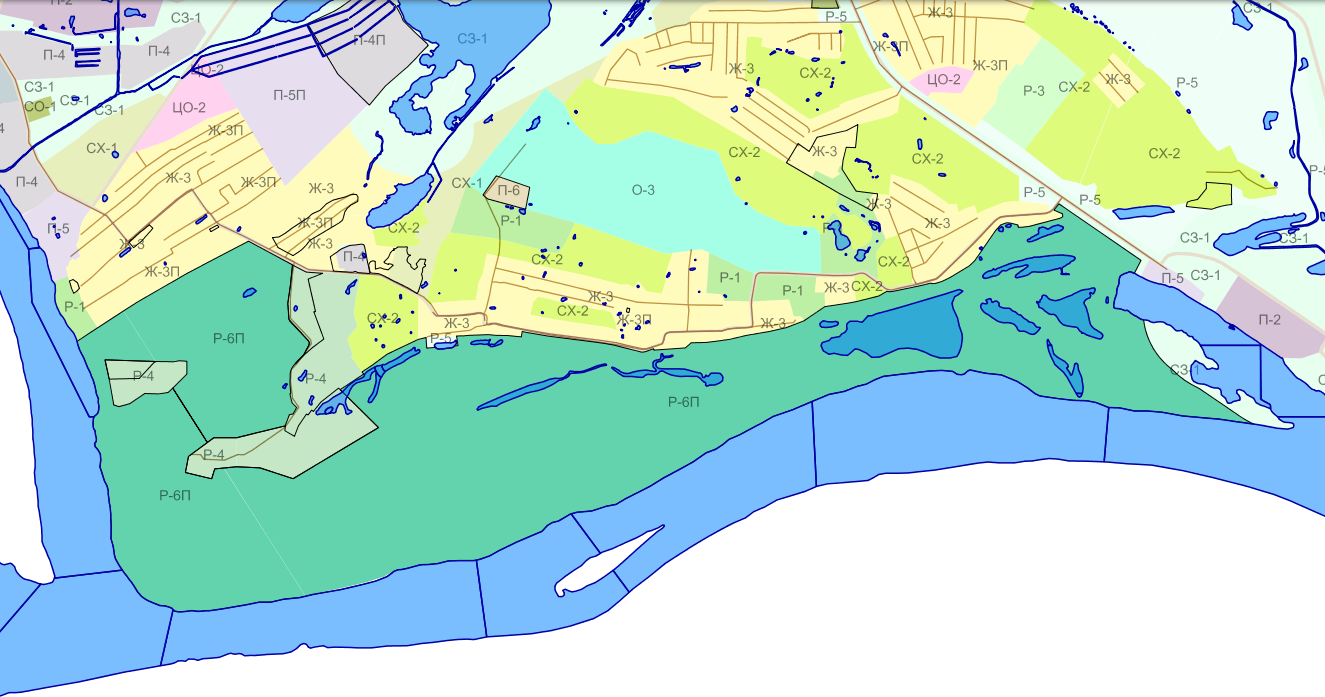 П-2
СЗ-1
Р-5
Ж-3
СЗ-1
П-4
П-4
П-4П
СЗ-1
Ж-3П
Ж-3П
ЦО-2
Ж-3
СХ-2
ЦО-2
Ж-3
СХ-2
Р-3
Р-5
СЗ-1
СО-1
СЗ-1
СЗ-1
ЦО-2
П-5П
4
Ж-3П
СХ-1
СХ-2
Ж-3
СХ-2
СХ-2
П-4
Ж-3
Ж-3П
Ж-3
СХ-1
П-6
О-3
Р-5
Р-5
Ж-3
П-5
Ж-3П
СХ-2
Р-1
Ж-3
СЗ-1
СЗ-1
Ж-3
Ж-3
П-4
СХ-2
СХ-2
Ж-3П
Р-1
Р-1
Ж-3
СХ-2
П-5
СЗ-1
Р-1
СХ-2
Ж-3
Р-5
Ж-3
СХ-2
Ж-3П
Ж-3
П-2
Р-6П
Р-4
Р-4
СЗ-1
Р-6П
Р-4
Р-6П